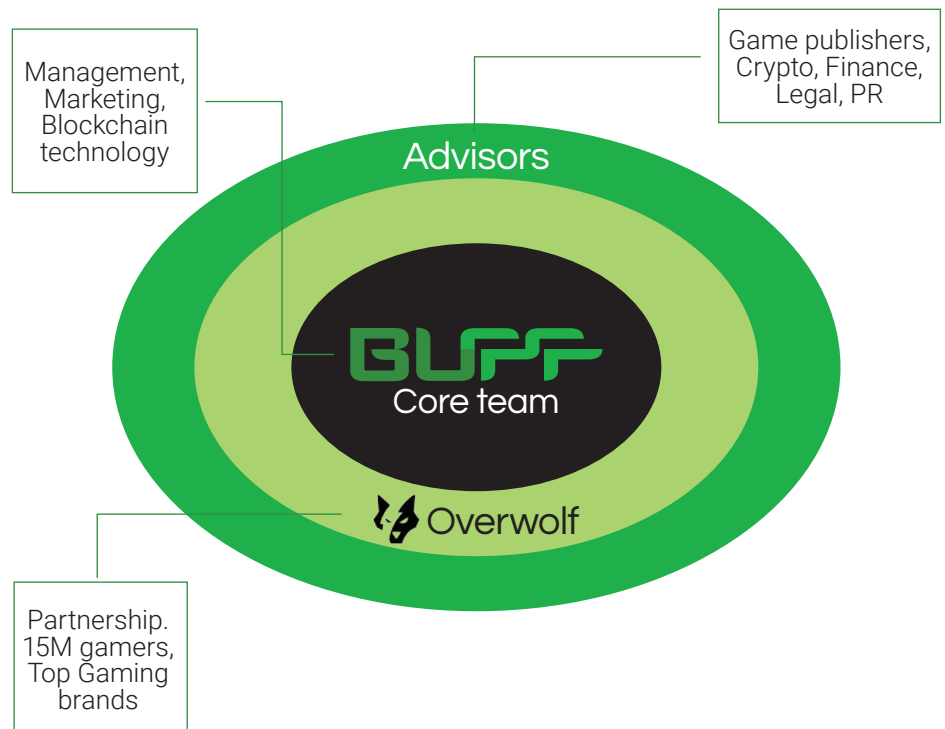 Management,
Marketing,
Blockchain
technology
Game publishers,
Crypto, Finance,
Legal, PR
Advisors
BUFF
Core team
Overwolf
Partnership.
15M gamers,
Top Gaming
brands